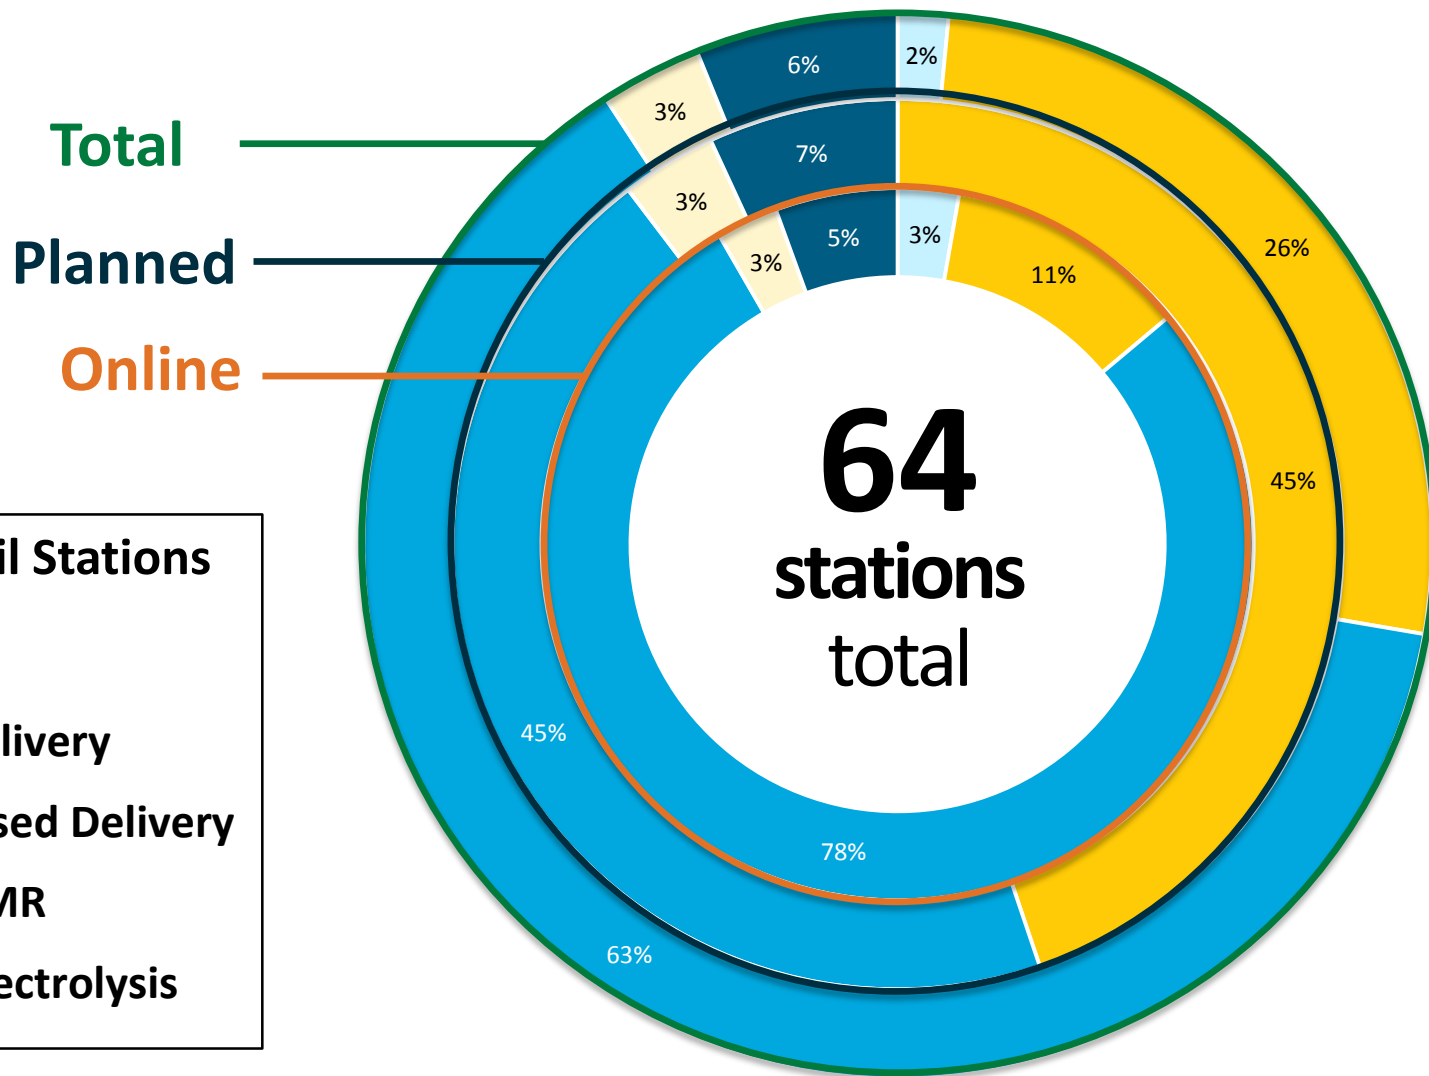 Total
Planned
Online
il Stations
livery
sed Delivery
MR
ectrolysis
6%
2%
3%
7%
26%
3%
5%
3%
3%
11%
45%
64
stations
total
45%
78%
63%